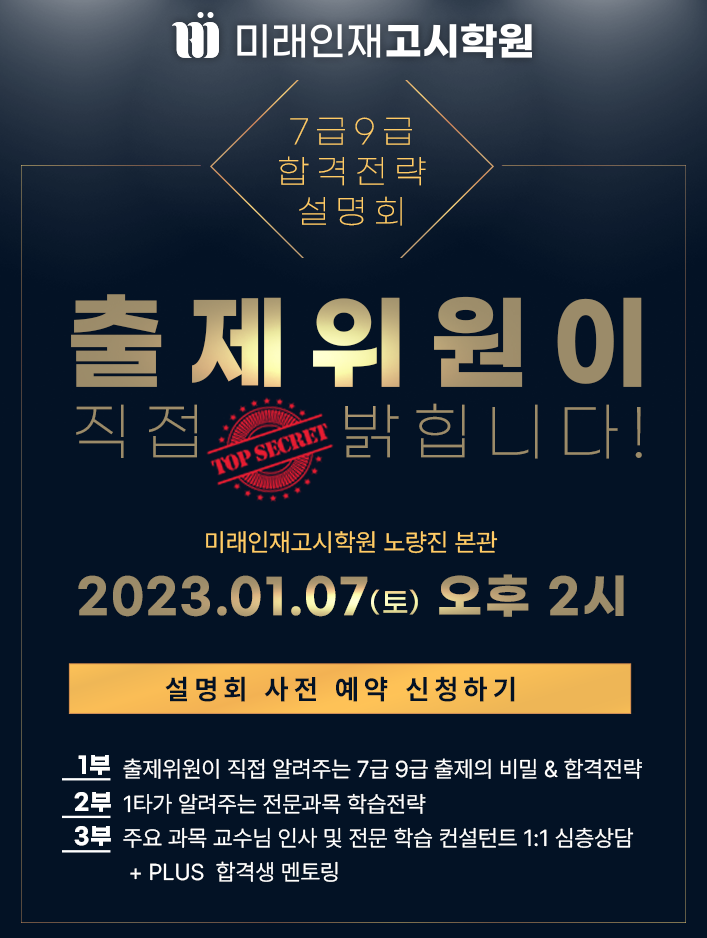 미래인재고시학원
7급9급
합격전략
설명회
출제위원이
직접 TOP SECRET 밝힙니다!
미래인재고시학원 노량진 본관
2023.01.07(토) 오후 2시
설명회 사전 예약 신청하기
1부 출제위원이 직접 알려주는 7급 9급 출제의 비밀 & 합격전략
2부 1타가 알려주는 전문과목 학습전략
3부 주요 과목 교수님 인사 및 전문 학습 컨설턴트 1:1 심층상담
+ PLUS 합격생 멘토링